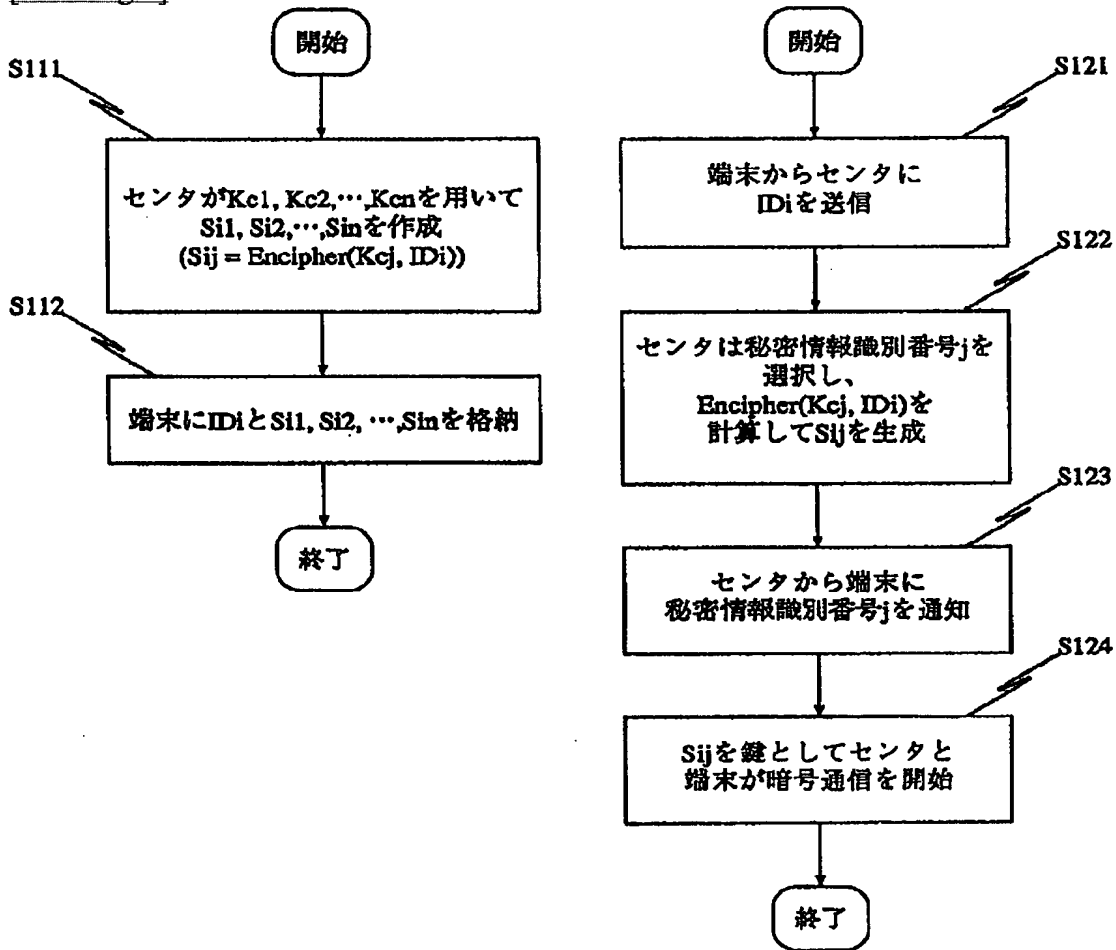 開始
S111
センタがKc1, Kc2,…,Kcnを用いて
Si1, Si2,…,Sinを作成
(Sij = Encipher(Kcj, IDi))
S112
端末にIDiとSi1, Si2, …,Sinを格納
終了
開始
S121
端末からセンタに
IDiを送信
S122
センタは秘密情報識別番号jを
選択し、
Encipher(Kcj, IDi)を
計算してSijを生成
S123
センタから端末に
秘密情報識別番号jを通知
S124
Sijを鍵としてセンタと
端末が暗号通信を開始
終了